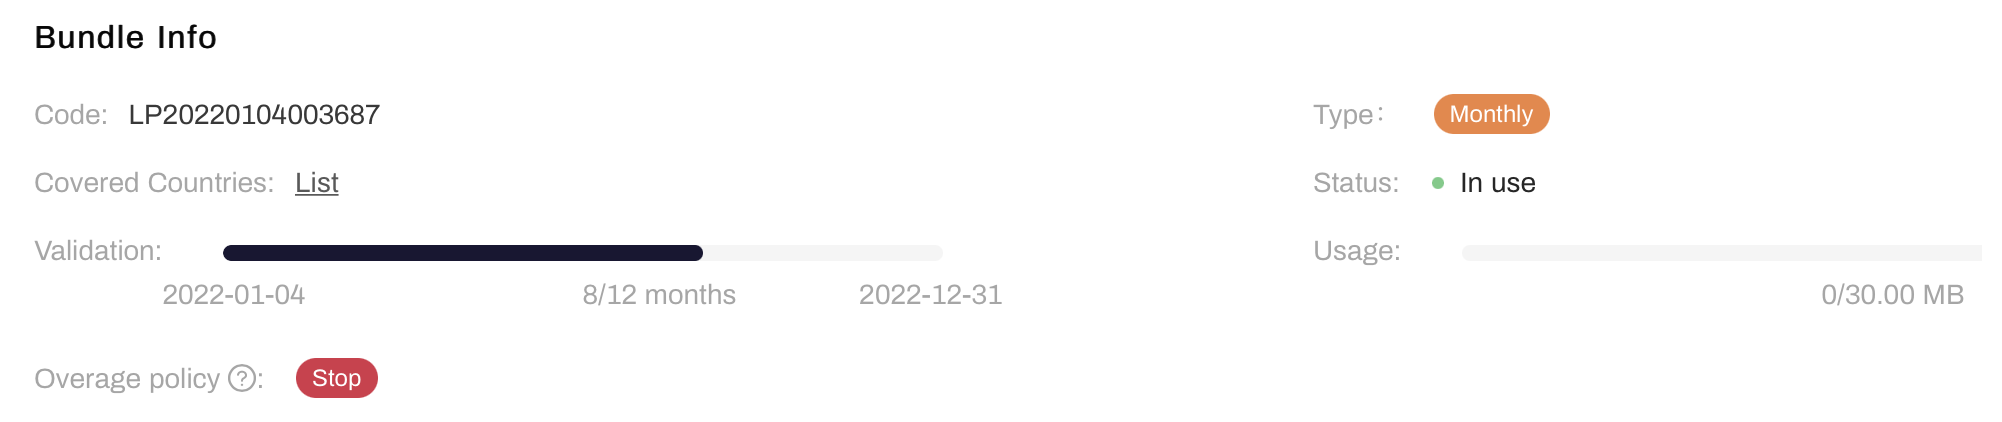 Bundle Info
Code: LP20220104003687
Type：Monthly
Covered Countries: List
Status: In use
Validation:
Usage:
2022-01-04 8/12 months 2022-12-31
0/30.00 MB
Overage policy ?: Stop